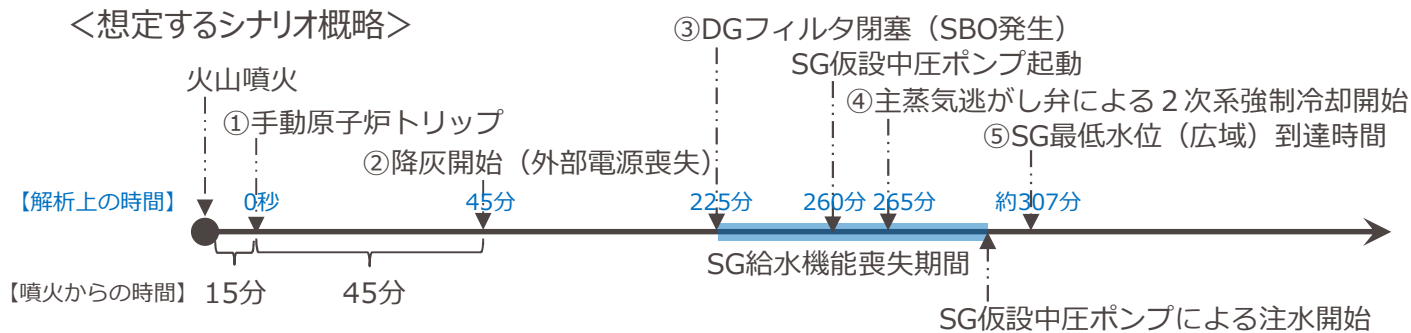 ＜想定するシナリオ概略＞
③DGフィルタ閉塞（SBO発生）
SG仮設中圧ポンプ起動
火山噴火
④主蒸気逃がし弁による２次系強制冷却開始
①手動原子炉トリップ
⑤SG最低水位（広域）到達時間
②降灰開始（外部電源喪失）
【解析上の時間】 0秒 45分 225分 260分 265分 約307分
SG給水機能喪失期間
【噴火からの時間】 15分 45分
SG仮設中圧ポンプによる注水開始